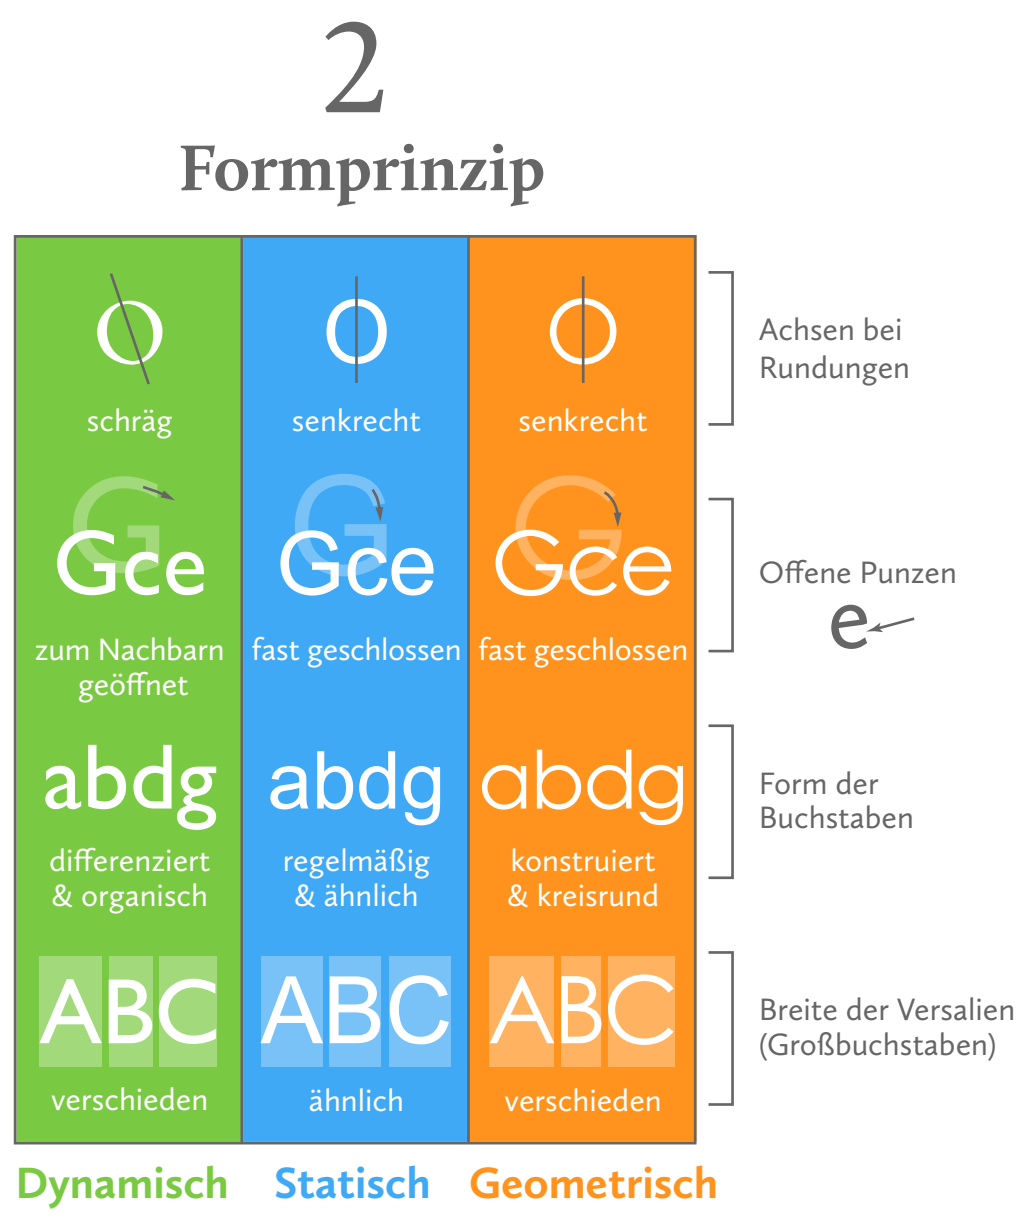 2
Formprinzip
O O O
Achsen bei
Rundungen
schräg senkrecht senkrecht
G G G
Gce Gce Gce
Offene Punzen
e
zum Nachbarn
geöffnet
fast geschlossen fast geschlossen
abdg abdg abdg
Form der
Buchstaben
differenziert
& organisch
regelmäßig
& ähnlich
konstruiert
& kreisrund
ABC ABC ABC
Breite der Versalien
(Großbuchstaben)
verschieden ähnlich verschieden
Dynamisch Statisch Geometrisch